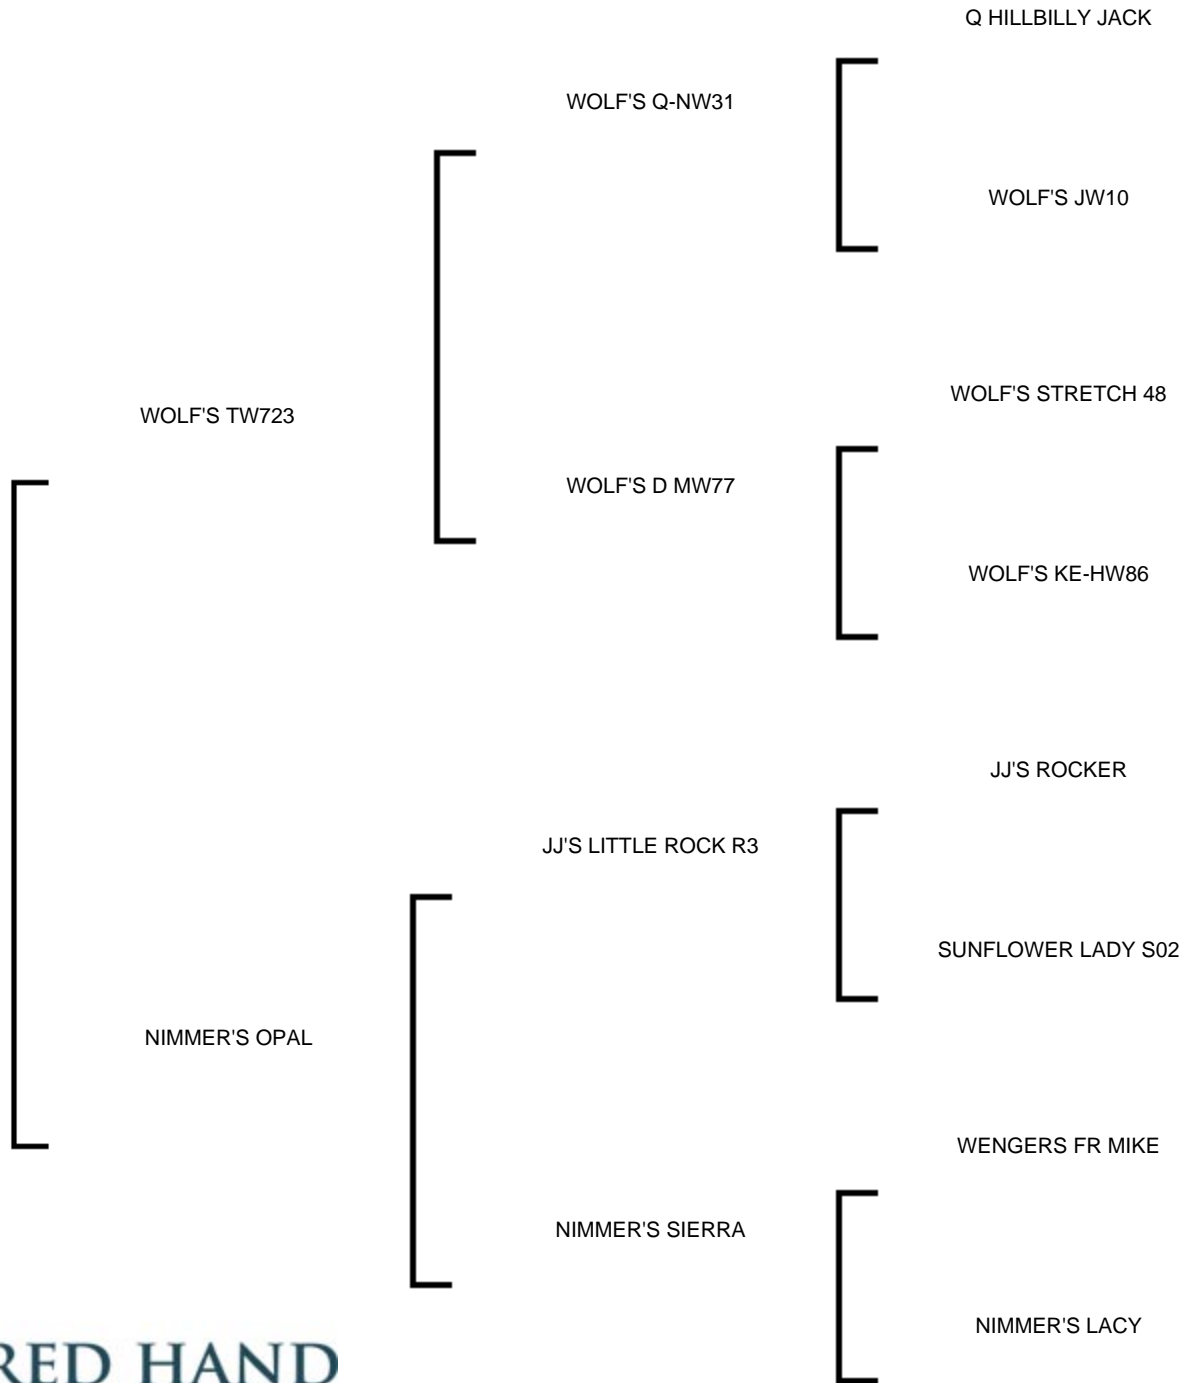 Q HILLBILLY JACK
WOLF'S Q-NW31
WOLF'S JW10
WOLF'S STRETCH 48
WOLF'S TW723
WOLF'S D MW77
WOLF'S KE-HW86
JJ'S ROCKER
JJ'S LITTLE ROCK R3
SUNFLOWER LADY S02
NIMMER'S OPAL
WENGERS FR MIKE
NIMMER'S SIERRA
NIMMER'S LACY
RED HAND